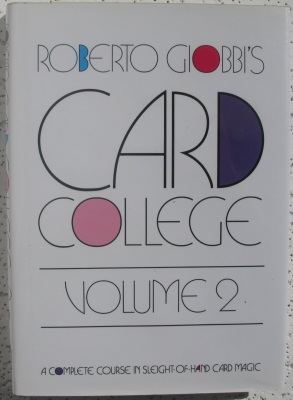 ROBERTO GIOBBI'S
CARD
COLLEGE
VOLUME 2
A COMPLETE COURSE IN SLEIGHT-OF-HAND CARD MAGIC